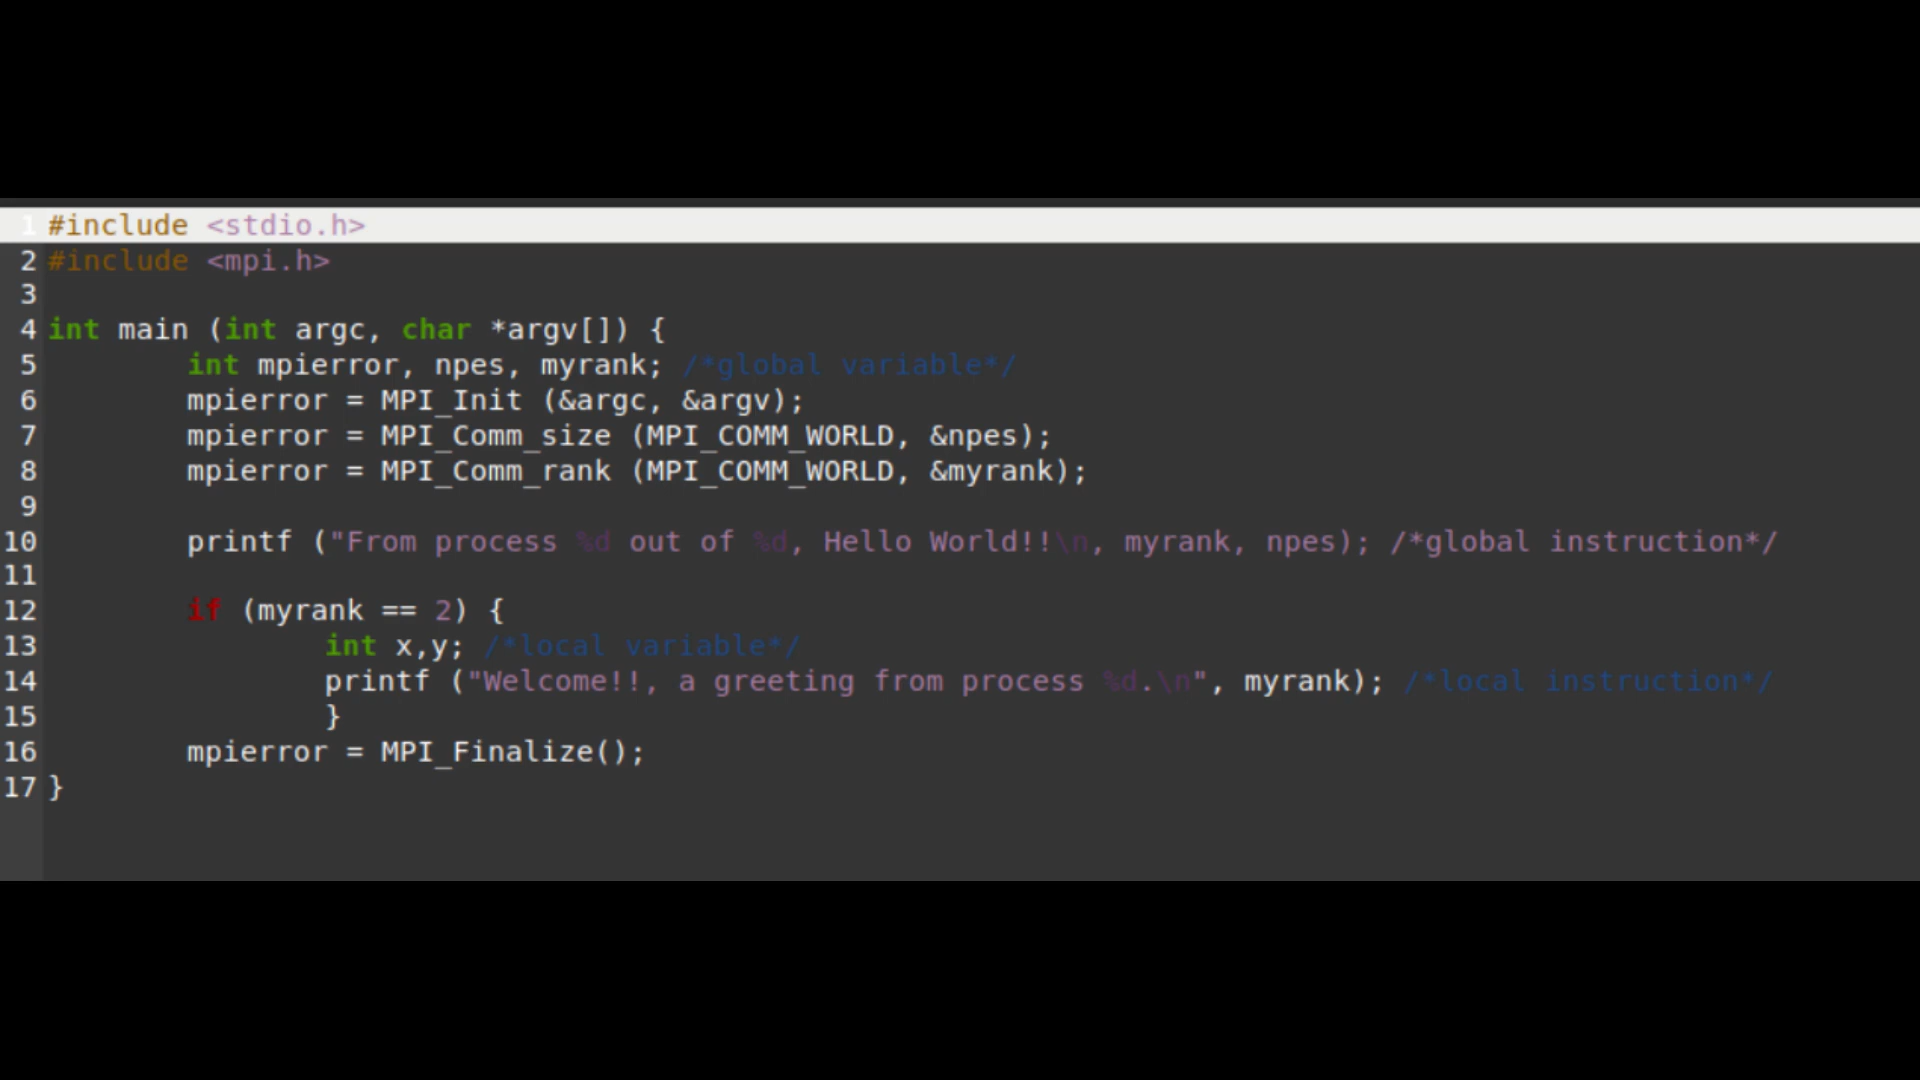 1 #include <stdio.h>
2 #include <mpi.h>
3
4 int main (int argc, char *argv[]) {
5 int mpierror, npes, myrank; /*global variable*/
6 mpierror = MPI_Init (&argc, &argv);
7 mpierror = MPI_Comm_size (MPI_COMM_WORLD, &npes);
8 mpierror = MPI_Comm_rank (MPI_COMM_WORLD, &myrank);
9
10 printf ("From process %d out of %d, Hello World!!\n, myrank, npes); /*global instruction*/
11
12 if (myrank == 2) {
13 int x,y; /*local variable*/
14 printf ("Welcome!!, a greeting from process %d.\n", myrank); /*local instruction*/
15 }
16 mpierror = MPI_Finalize();
17 }